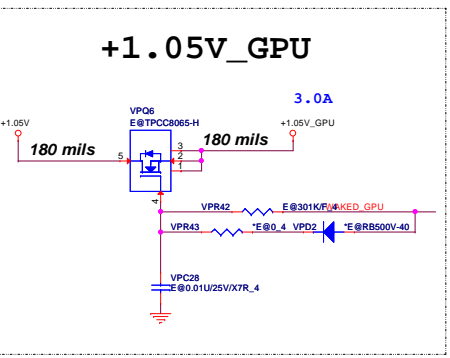 +1.05V_GPU
3.0A
VPQ6
E@TPCC8065-H
+1.05V
+1.05V_GPU
180 mils
180 mils
5
3
2
1
4
VPR42
E@301K/F_4
VPR43
*E@0_4
VPD2
*E@RB500V-40
VPC28
E@0.01U/25V/X7R_4